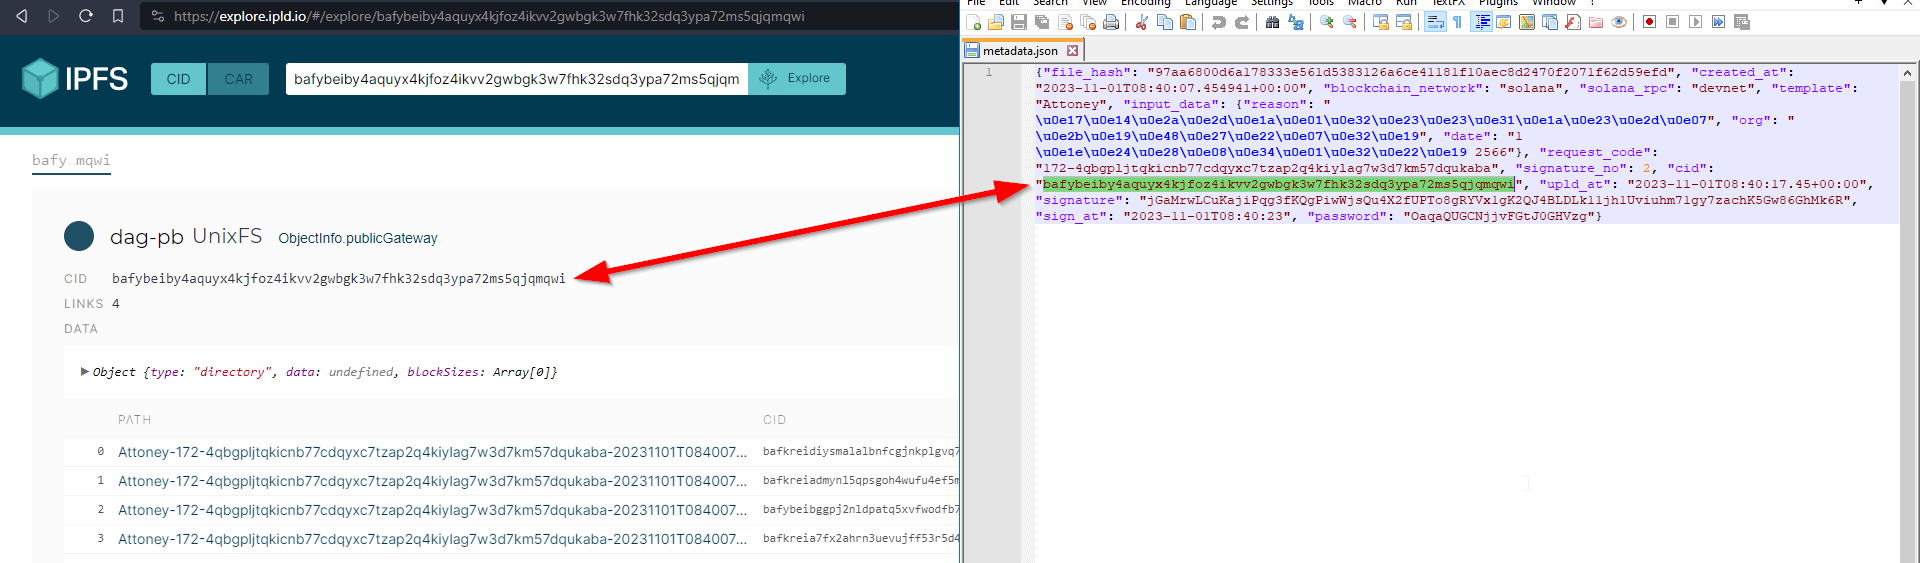 https://explore.ipld.io/#/explore/bafybeiby4aquyx4kjfoz4ikvv2gwbgk3w7fhk32sdq3ypa72ms5qjqmqwi
IPFS
CID
CAR
bafybeiby4aquyx4kjfoz4ikvv2gwbgk3w7fhk32sdq3ypa72ms5qjqm
Explore
bafy…mqwi
dag-pb UnixFS ObjectInfo.publicGateway
CID bafybeiby4aquyx4kjfoz4ikvv2gwbgk3w7fhk32sdq3ypa72ms5qjqmqwi
LINKS 4
DATA
Object {type: "directory", data: undefined, blockSizes: Array[0]}
PATH CID
0 Attoney-172-4qbgpljtqkicnb77cdqyxc7tzap2q4kiylag7w3d7km57dqukaba-20231101T084007... bafkreidiysmalalbnfcgjnkplgvq7
1 Attoney-172-4qbgpljtqkicnb77cdqyxc7tzap2q4kiylag7w3d7km57dqukaba-20231101T084007... bafkreiadmynl5qpsgoh4wufu4ef5m
2 Attoney-172-4qbgpljtqkicnb77cdqyxc7tzap2q4kiylag7w3d7km57dqukaba-20231101T084007... bafybeibggpj2nldpatq5xvfwodfb7
3 Attoney-172-4qbgpljtqkicnb77cdqyxc7tzap2q4kiylag7w3d7km57dqukaba-20231101T084007... bafkreia7fx2ahrn3uevujff53r5d4
File Edit Search View Encoding Language Settings Tools Macro Run TextFX Plugins Window ?
metadata.json
1
{"file_hash": "97aa6800d6a178333e561d5383126a6ce41181f10aec8d2470f2071f62d59efd", "created_at":
"2023-11-01T08:40:07.454941+00:00", "blockchain_network": "solana", "solana_rpc": "devnet", "template":
"Attoney", "input_data": {"reason": "
\u0e17\u0e14\u0e2a\u0e2d\u0e1a\u0e01\u0e32\u0e23\u0e23\u0e31\u0e1a\u0e23\u0e2d\u0e07", "org": "
\u0e2b\u0e19\u0e48\u0e27\u0e22\u0e07\u0e32\u0e19", "date": "1
\u0e1e\u0e24\u0e28\u0e08\u0e34\u0e01\u0e32\u0e22\u0e19 2566"}, "request_code":
"172-4qbgpljtqkicnb77cdqyxc7tzap2q4kiylag7w3d7km57dqukaba", "signature_no": 2, "cid":
"bafybeiby4aquyx4kjfoz4ikvv2gwbgk3w7fhk32sdq3ypa72ms5qjqmqwi", "upld_at": "2023-11-01T08:40:17.45+00:00",
"signature": "jGaMrwLCuKajiPqg3fKQgPiwWjsQu4X2fUPTo8gRYVx1gK2QJ4BLDLk11jh1Uviuhm71gy7zachK5Gw86GhMk6R",
"sign_at": "2023-11-01T08:40:23", "password": "OaqaQUGCNjjvFGtJ0GHVzg"}